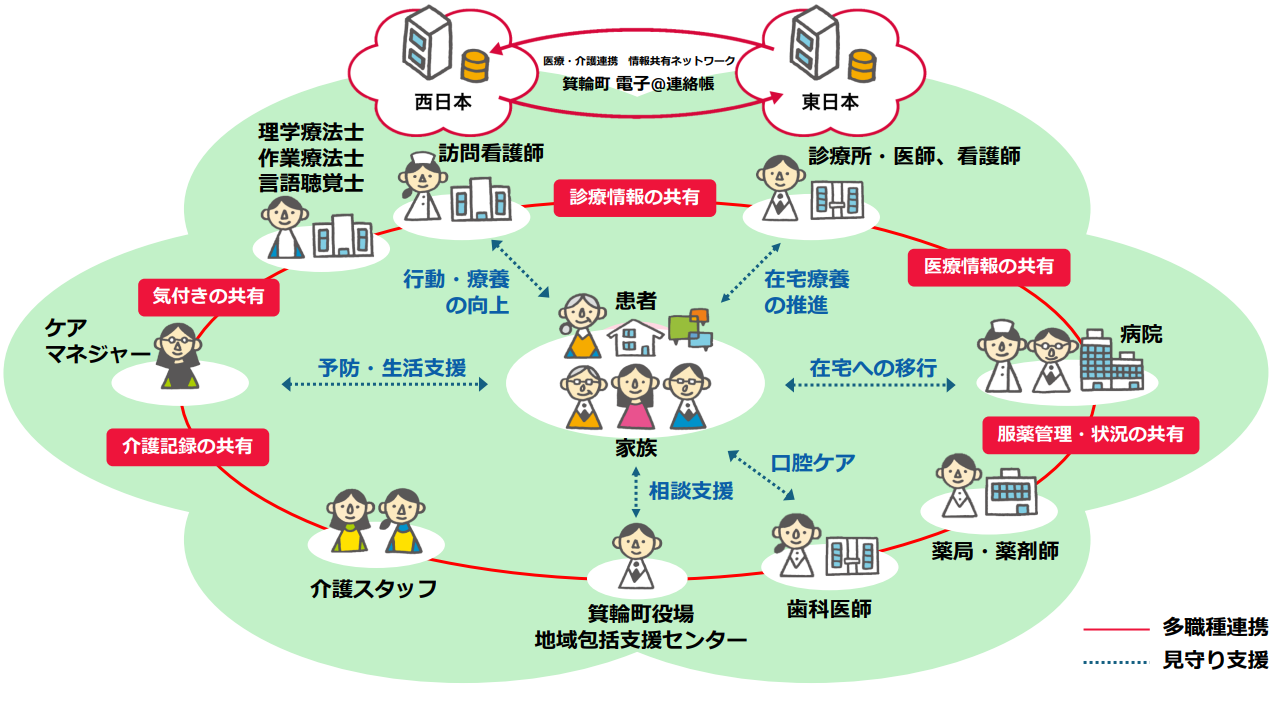 医療・介護連携　情報共有ネットワーク
箕輪町 電子@連絡帳
西日本
東日本
理学療法士
作業療法士
言語聴覚士
訪問看護師
診療所・医師、看護師
診療情報の共有
医療情報の共有
気付きの共有
行動・療養
の向上
在宅療養
の推進
患者
ケア
マネジャー
病院
予防・生活支援
在宅への移行
介護記録の共有
服薬管理・状況の共有
家族
口腔ケア
相談支援
薬局・薬剤師
介護スタッフ
歯科医師
箕輪町役場
地域包括支援センター
多職種連携
見守り支援